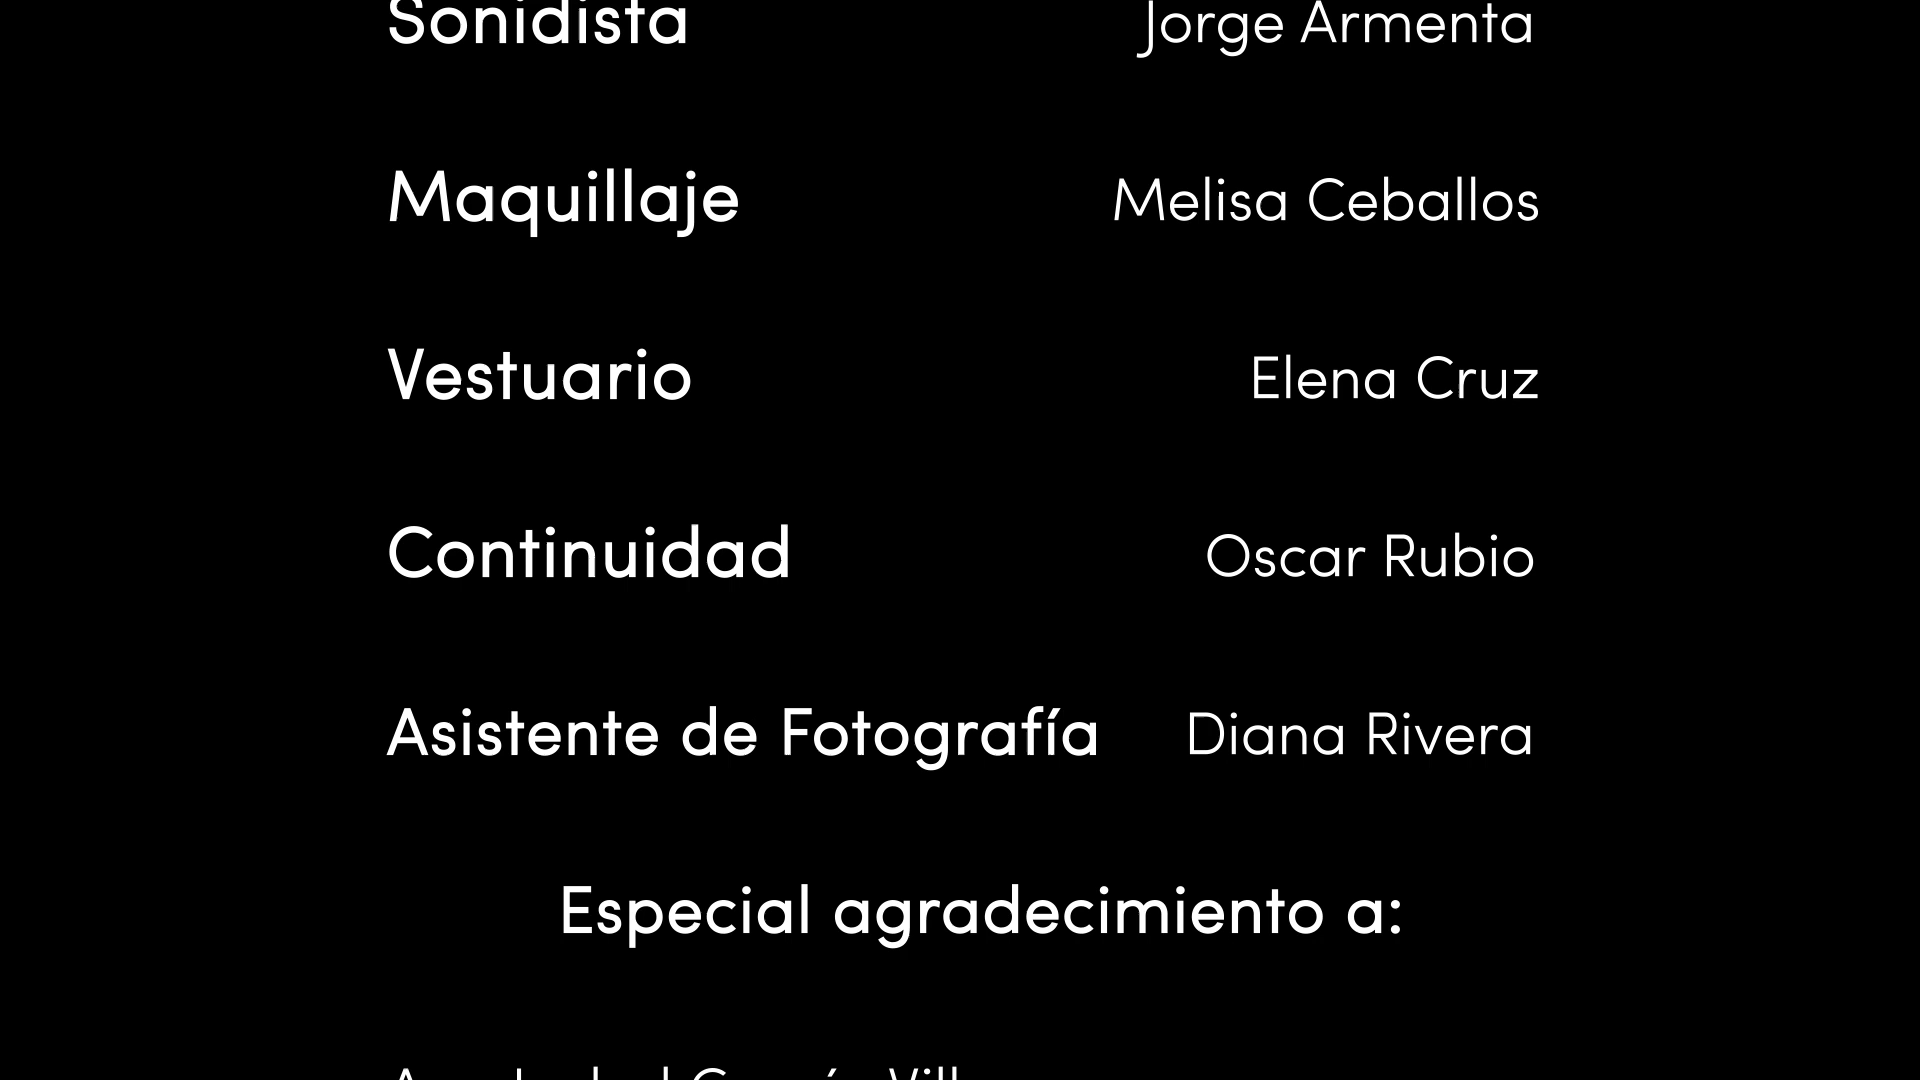 Sonidista Jorge Armenta
Maquillaje Melisa Ceballos
Vestuario Elena Cruz
Continuidad Oscar Rubio
Asistente de Fotografía Diana Rivera
Especial agradecimiento a: